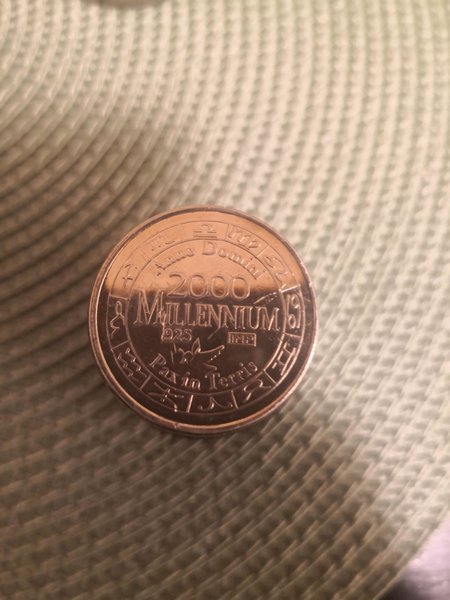 Anno Domini
2000
MILLENNIUM
925
Pax in Terris